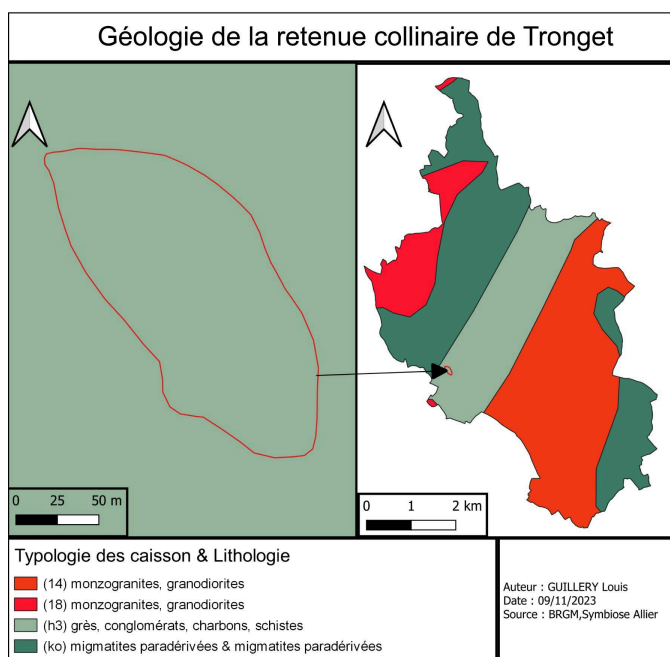 Géologie de la retenue collinaire de Tronget
0 25 50 m
0 1 2 km
Typologie des caisson & Lithologie
(14) monzogranites, granodiorites
(18) monzogranites, granodiorites
(h3) grès, conglomérats, charbons, schistes
(ko) migmatites paradérivées & migmatites paradérivées
Auteur : GUILLERY Louis
Date : 09/11/2023
Source : BRGM,Symbiose Allier